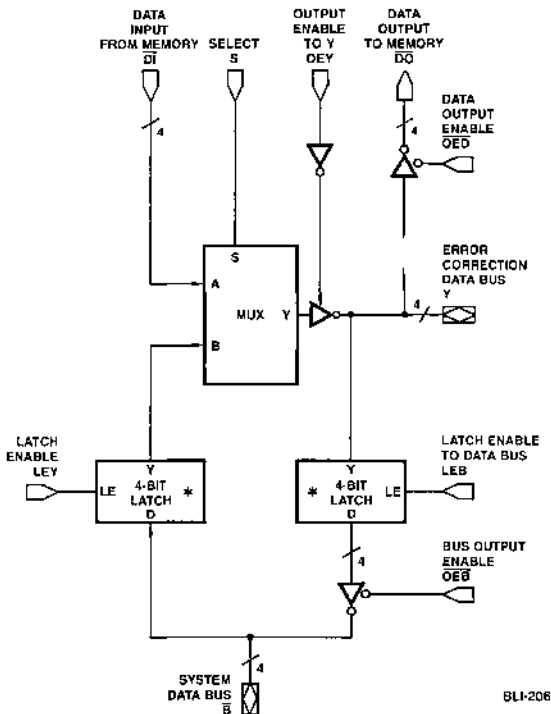 DATA
INPUT
FROM MEMORY
DI
SELECT
S
OUTPUT
ENABLE
TO Y
OEY
DATA
OUTPUT
TO MEMORY
DO
DATA
OUTPUT
ENABLE
OED
4
4
S
A
MUX
Y
B
4
ERROR
CORRECTION
DATA BUS
Y
LATCH
ENABLE
LEY
LE
Y
4-BIT
LATCH
D
*
*
Y
4-BIT
LATCH
D
LE
LATCH ENABLE
TO DATA BUS
LEB
4
BUS OUTPUT
ENABLE
OEB
4
SYSTEM
DATA BUS
B
BLI-206